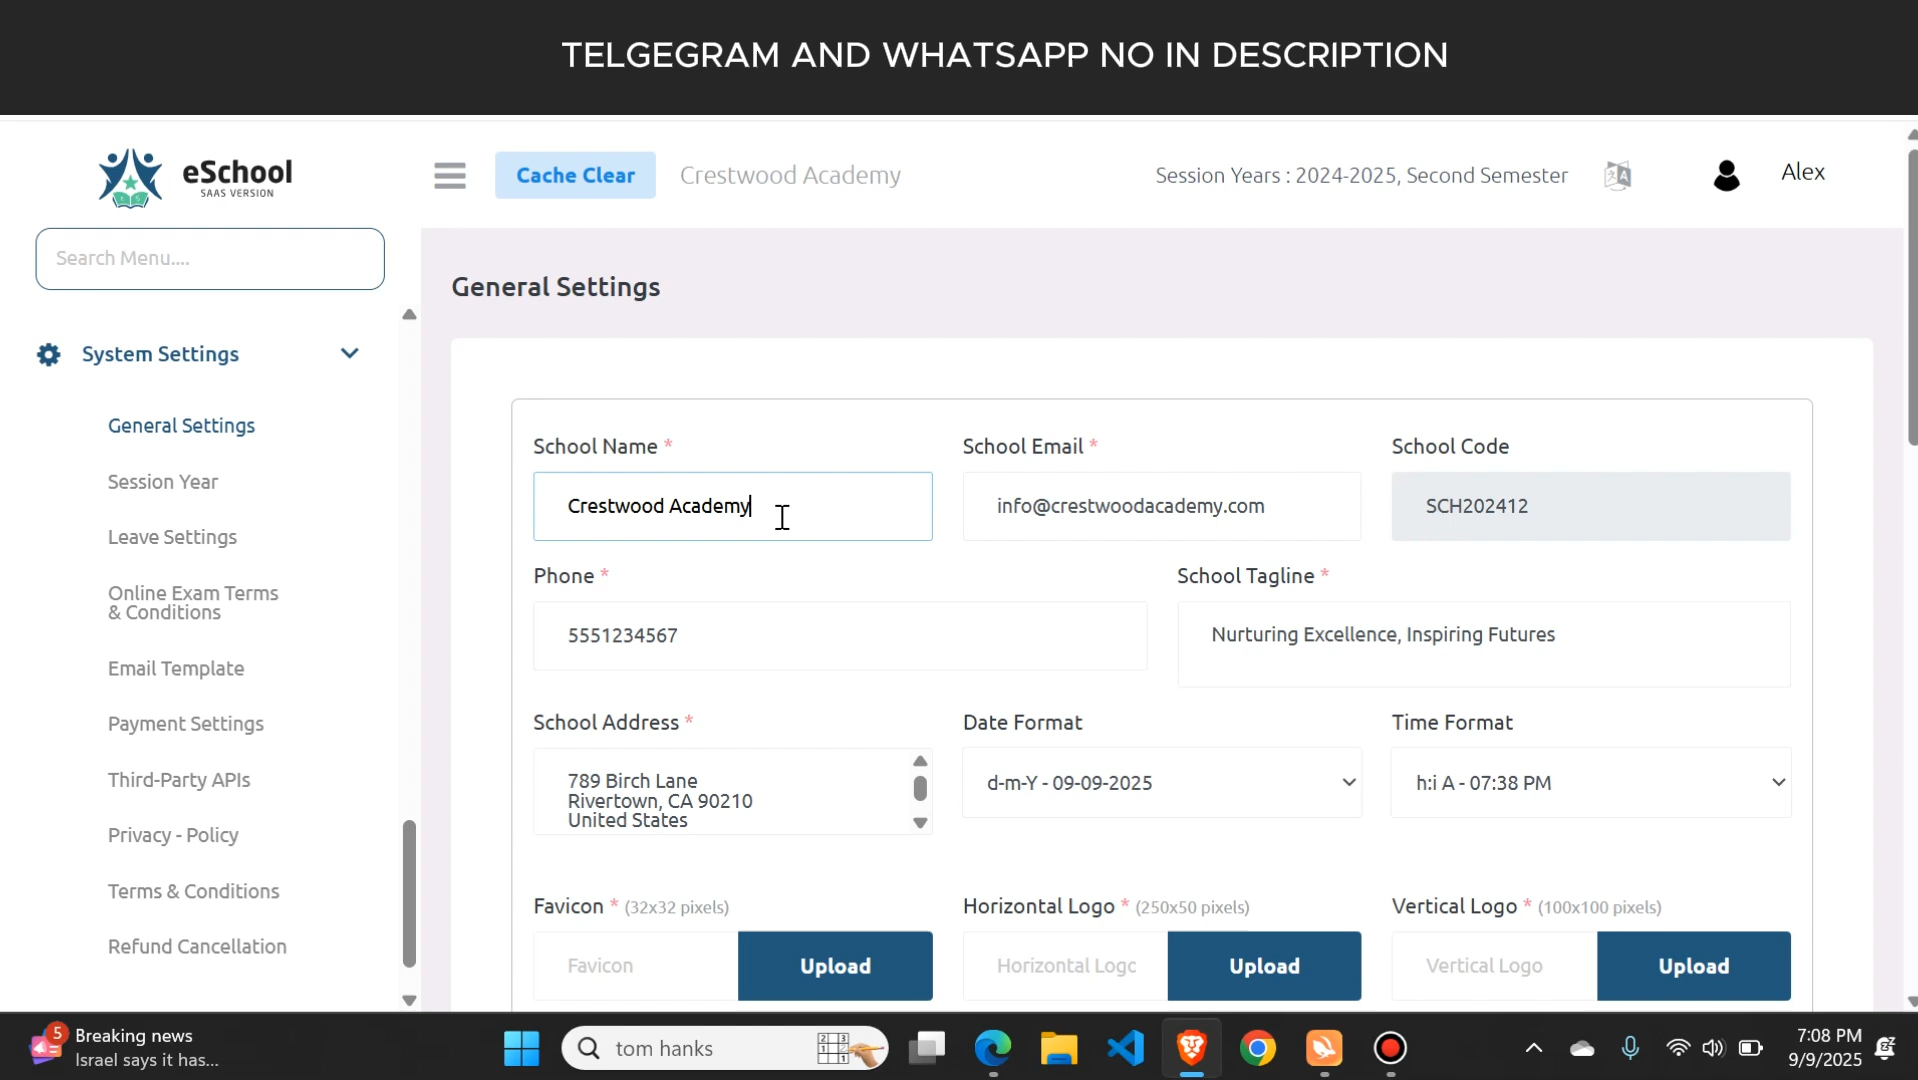 TELGEGRAM AND WHATSAPP NO IN DESCRIPTION
eSchool
SAAS VERSION
Cache Clear
Crestwood Academy
Session Years : 2024-2025, Second Semester
Alex
Search Menu....
System Settings
General Settings
Session Year
Leave Settings
Online Exam Terms
& Conditions
Email Template
Payment Settings
Third-Party APIs
Privacy - Policy
Terms & Conditions
Refund Cancellation
General Settings
School Name *
Crestwood Academy
School Email *
info@crestwoodacademy.com
School Code
SCH202412
Phone *
5551234567
School Tagline *
Nurturing Excellence, Inspiring Futures
School Address *
789 Birch Lane
Rivertown, CA 90210
United States
Date Format
d-m-Y - 09-09-2025
Time Format
h:i A - 07:38 PM
Favicon * (32x32 pixels)
Favicon
Upload
Horizontal Logo * (250x50 pixels)
Horizontal Logo
Upload
Vertical Logo * (100x100 pixels)
Vertical Logo
Upload
5
Breaking news
Israel says it has...
tom hanks
7:08 PM
9/9/2025